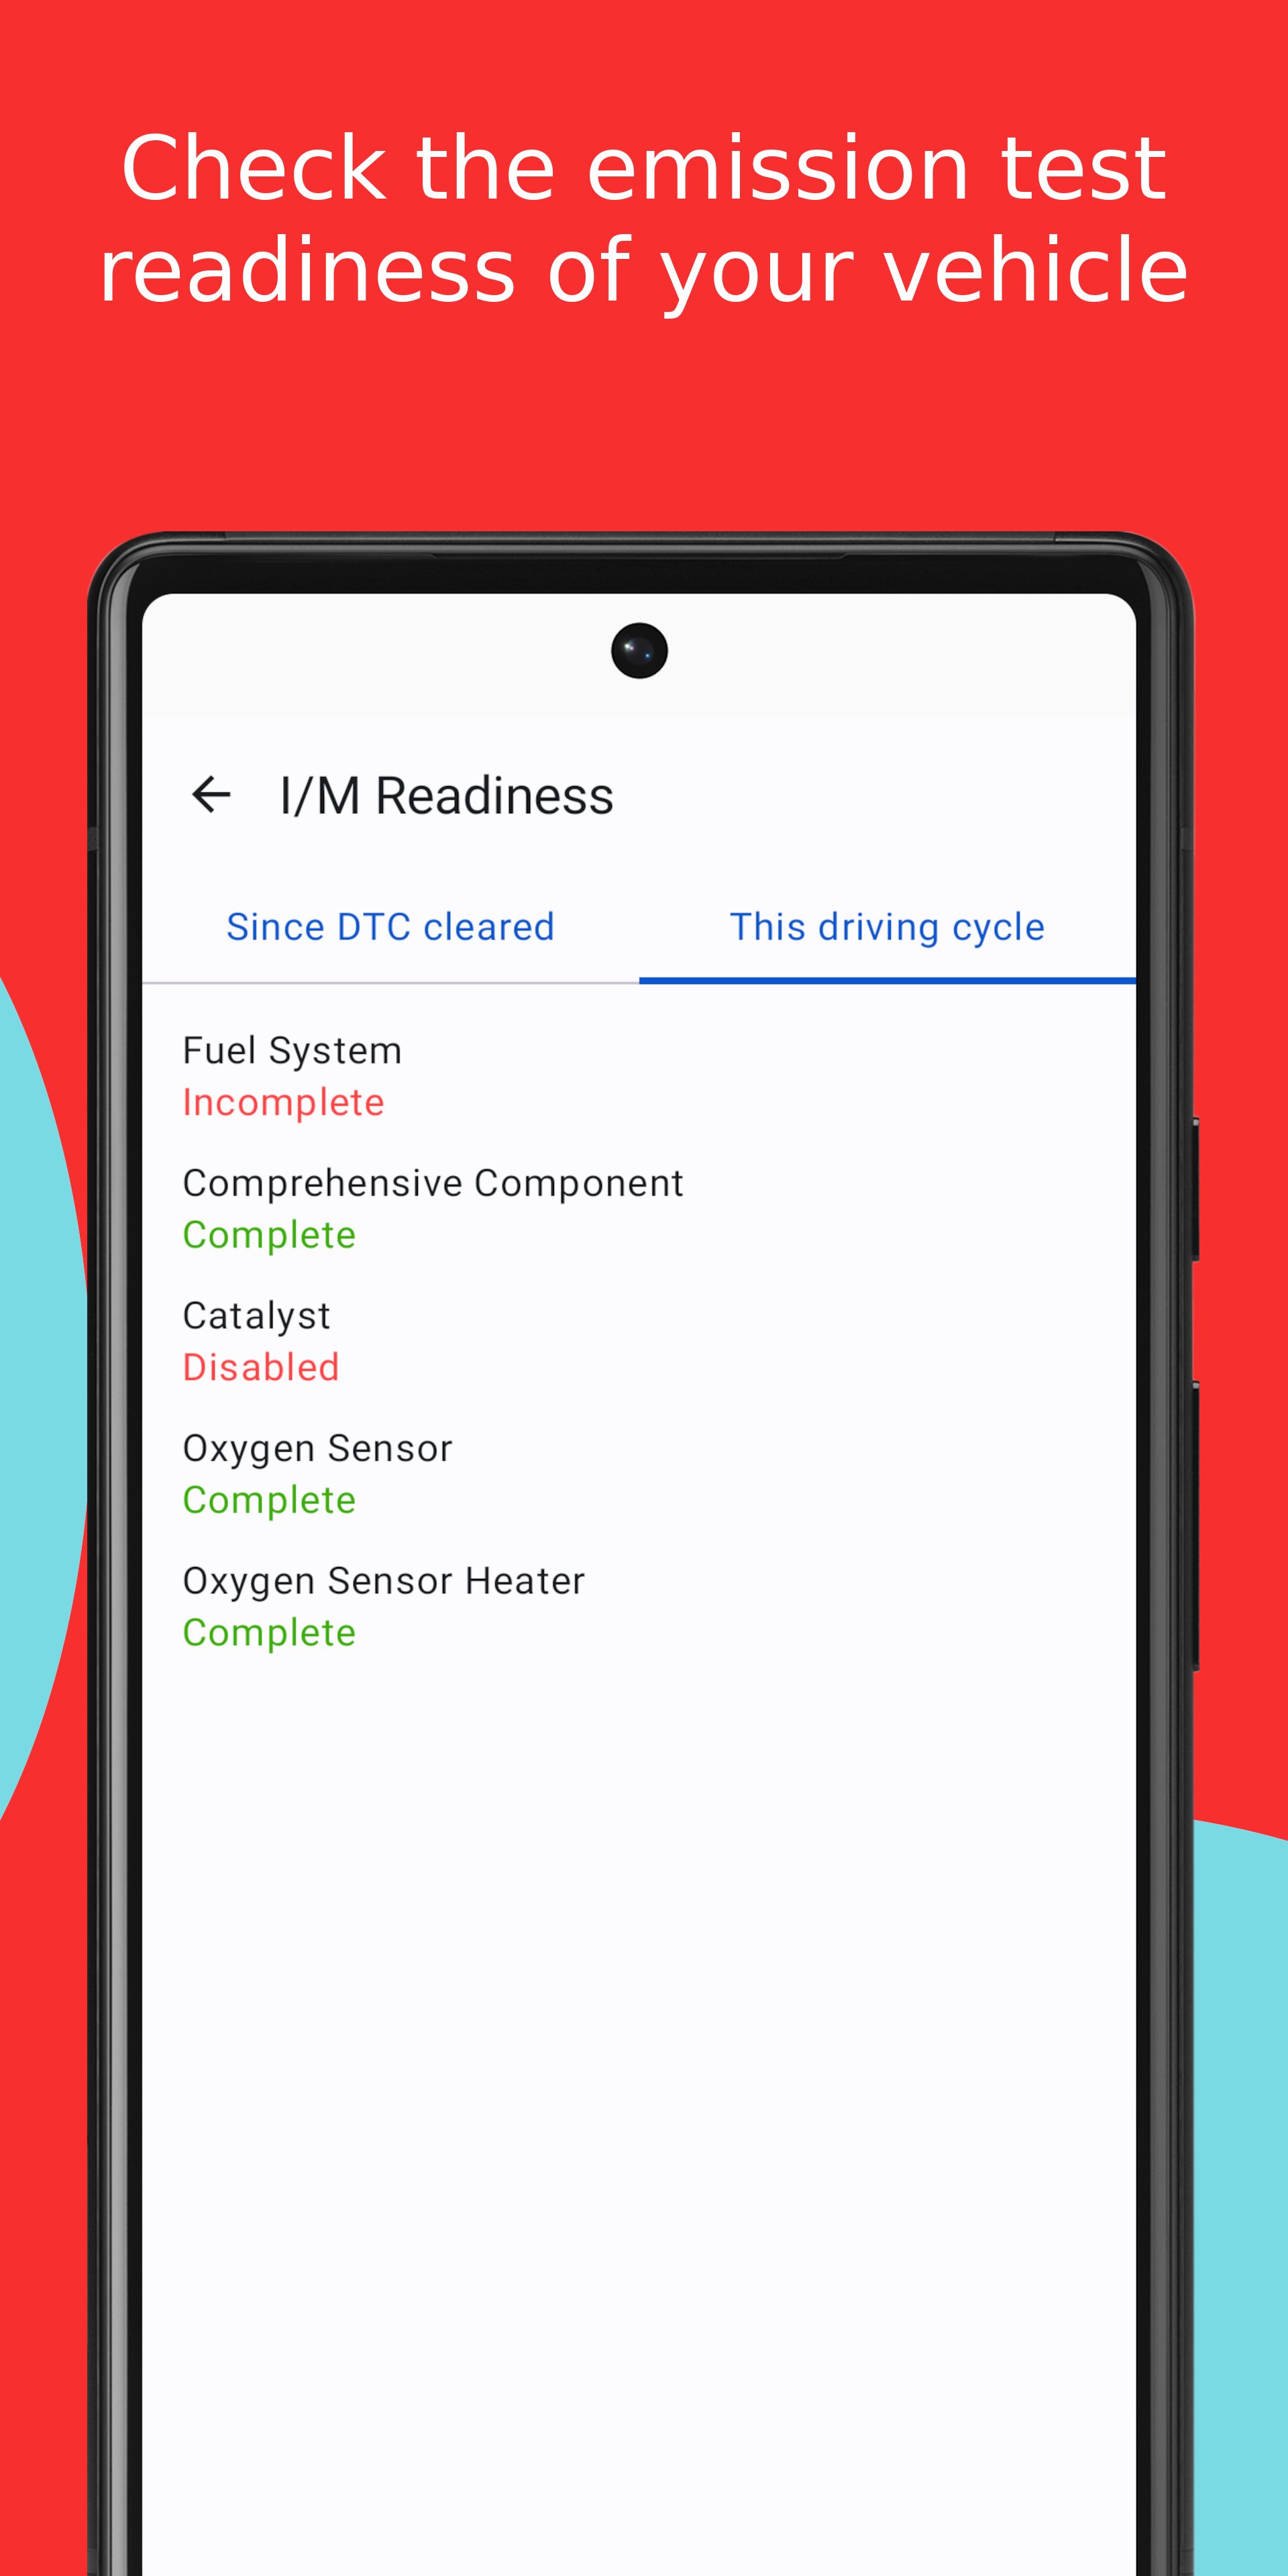 Check the emission test
readiness of your vehicle
I/M Readiness
Since DTC cleared
This driving cycle
Fuel System
Incomplete
Comprehensive Component
Complete
Catalyst
Disabled
Oxygen Sensor
Complete
Oxygen Sensor Heater
Complete